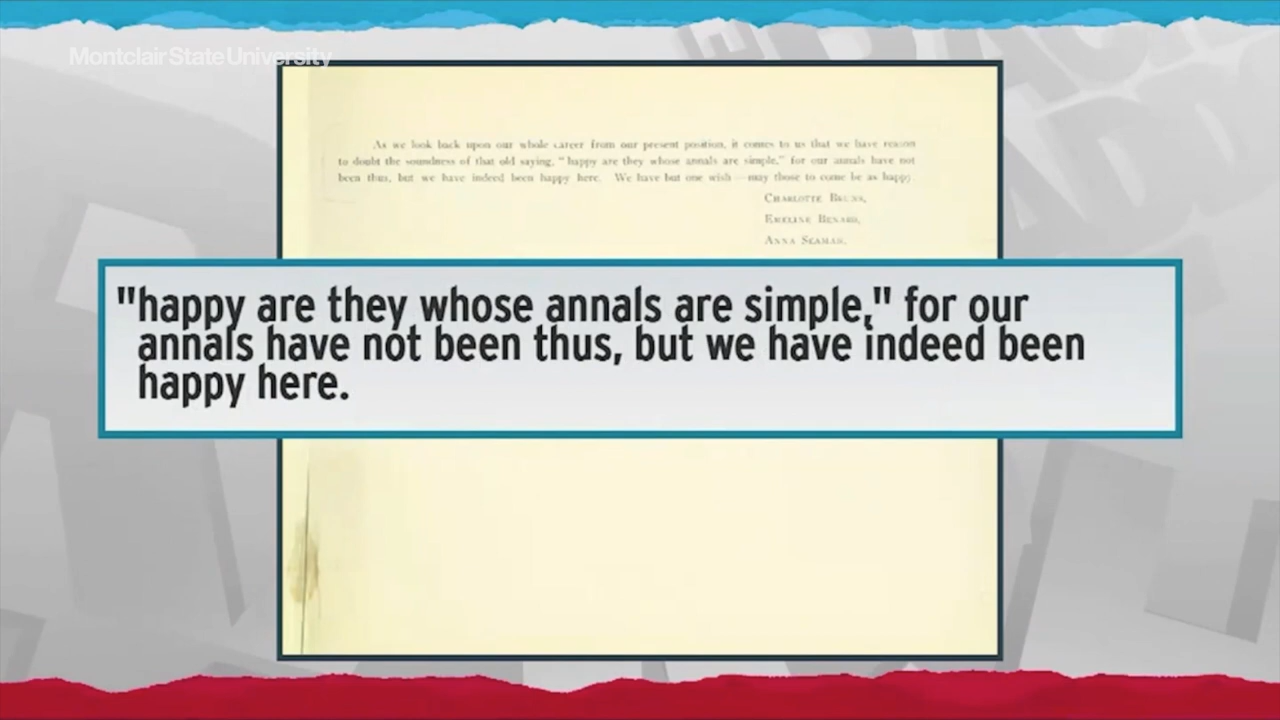 Montclair State University
As we look back upon our whole career from our present position, it comes to us that we have reason
to doubt the soundness of that old saying, "happy are they whose annals are simple," for our annals have not
been thus, but we have indeed been happy here. We have but one wish—may those to come be as happy.
CHARLOTTE BRUNS,
EMELINE BENARD,
ANNA SEAMAN.
"happy are they whose annals are simple," for our
annals have not been thus, but we have indeed been
happy here.